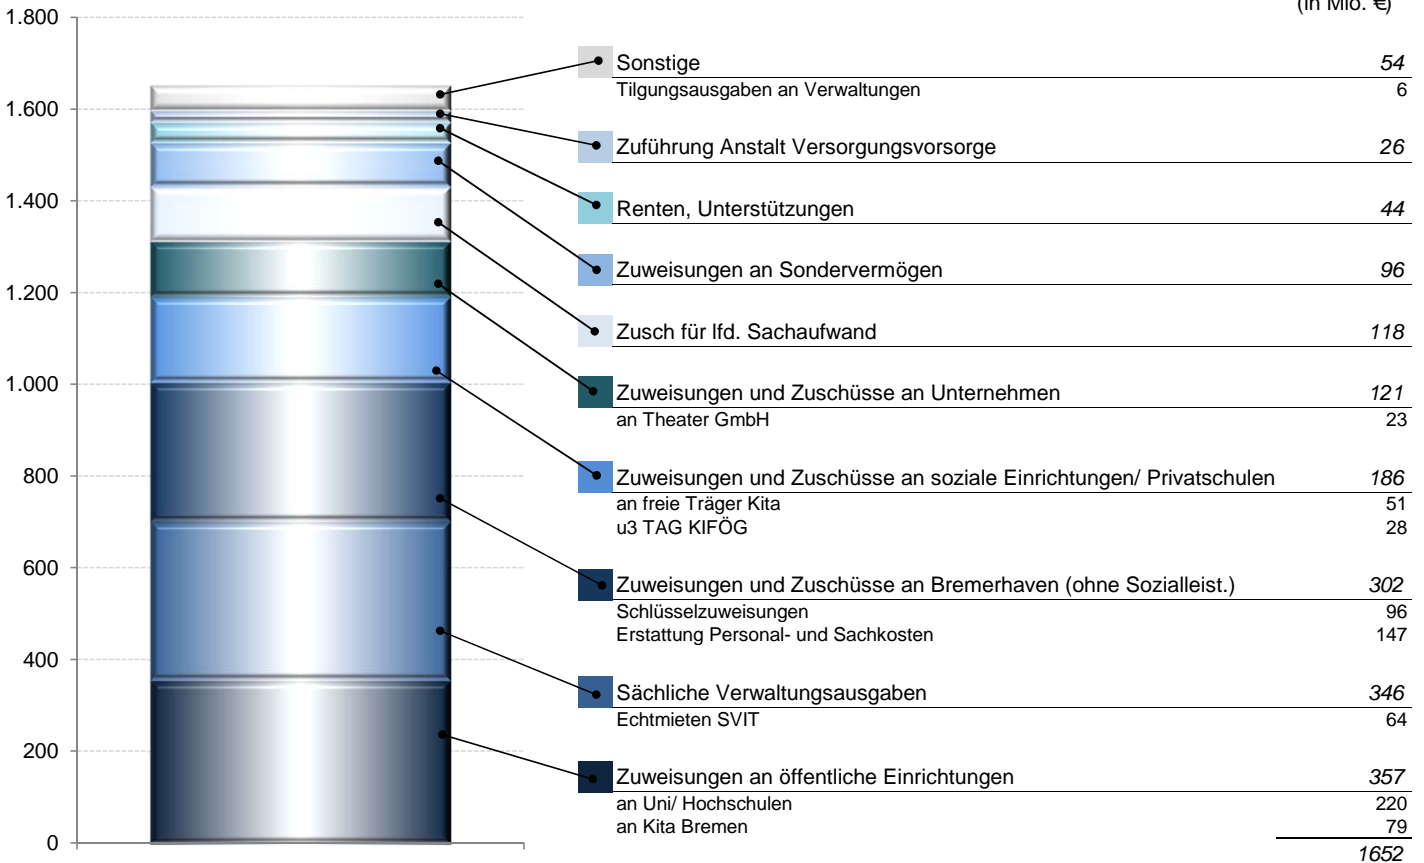 (in Mio. €)
1.800
1.600
1.400
1.200
1.000
800
600
400
200
0
Sonstige 54
Tilgungsausgaben an Verwaltungen 6
Zuführung Anstalt Versorgungsvorsorge 26
Renten, Unterstützungen 44
Zuweisungen an Sondervermögen 96
Zusch für lfd. Sachaufwand 118
Zuweisungen und Zuschüsse an Unternehmen 121
an Theater GmbH 23
Zuweisungen und Zuschüsse an soziale Einrichtungen/ Privatschulen 186
an freie Träger Kita 51
u3 TAG KIFÖG 28
Zuweisungen und Zuschüsse an Bremerhaven (ohne Sozialleist.) 302
Schlüsselzuweisungen 96
Erstattung Personal- und Sachkosten 147
Sächliche Verwaltungsausgaben 346
Echtmieten SVIT 64
Zuweisungen an öffentliche Einrichtungen 357
an Uni/ Hochschulen 220
an Kita Bremen 79
1652